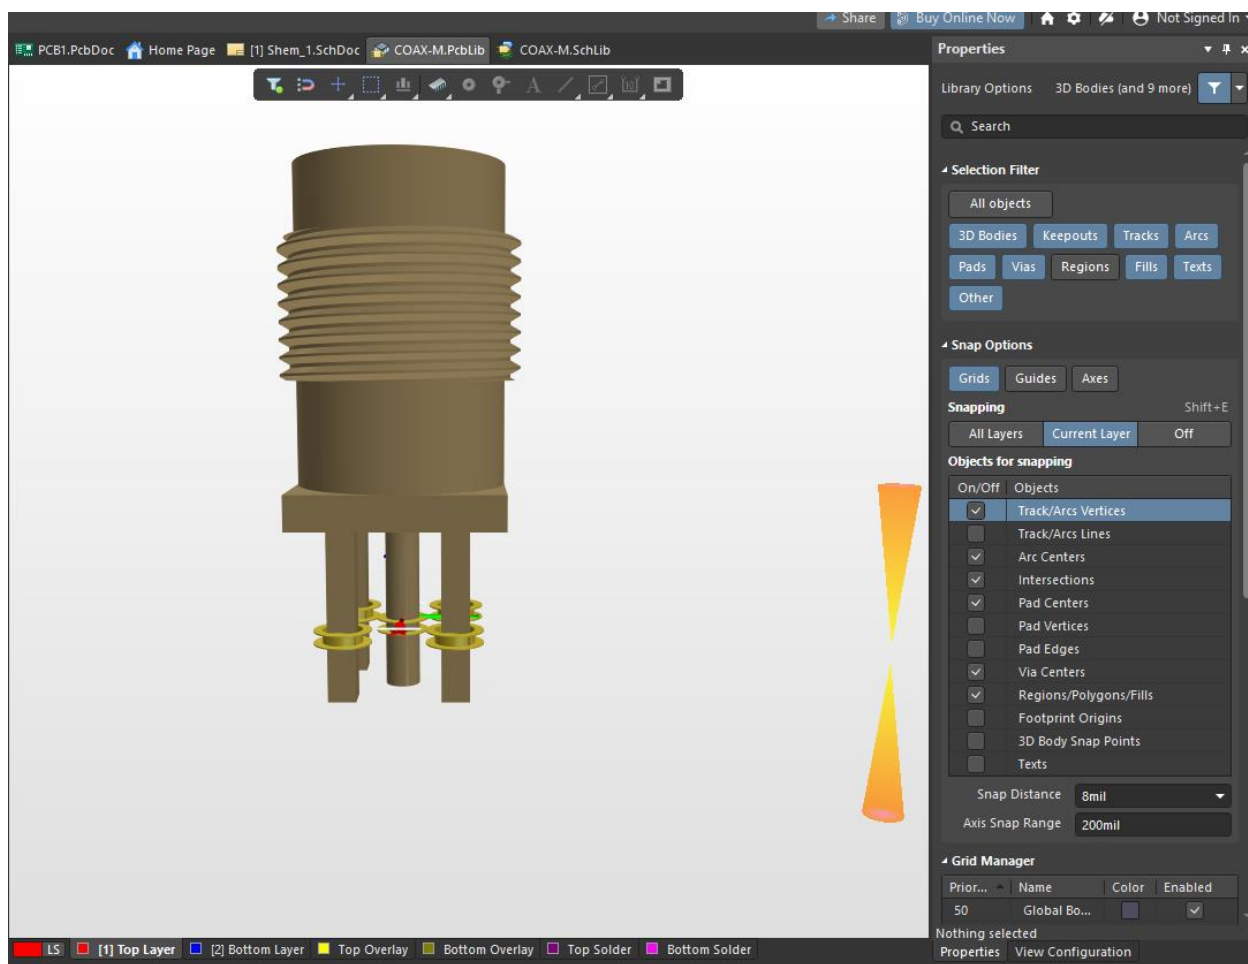 Share Buy Online Now Not Signed In
PCB1.PcbDoc Home Page [1] Shem_1.SchDoc COAX-M.PcbLib COAX-M.SchLib
Properties
Library Options 3D Bodies (and 9 more)
Search
Selection Filter
All objects
3D Bodies Keepouts Tracks Arcs
Pads Vias Regions Fills Texts
Other
Snap Options
Grids Guides Axes
Snapping Shift+E
All Layers Current Layer Off
Objects for snapping
On/Off Objects
Track/Arcs Vertices
Track/Arcs Lines
Arc Centers
Intersections
Pad Centers
Pad Vertices
Pad Edges
Via Centers
Regions/Polygons/Fills
Footprint Origins
3D Body Snap Points
Texts
Snap Distance 8mil
Axis Snap Range 200mil
Grid Manager
Prior... Name Color Enabled
50 Global Bo...
Nothing selected
LS [1] Top Layer [2] Bottom Layer Top Overlay Bottom Overlay Top Solder Bottom Solder
Properties View Configuration